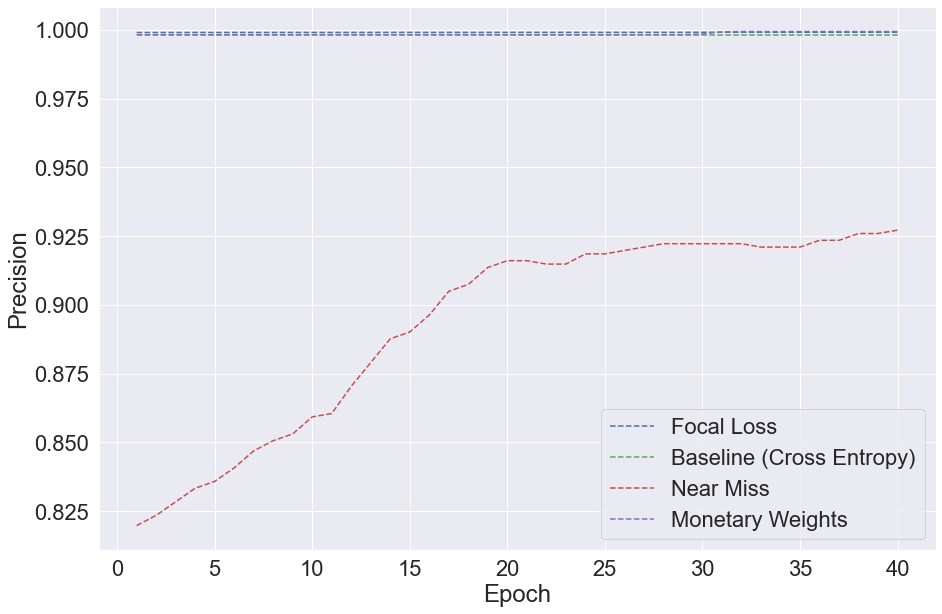 1.000
0.975
0.950
0.925
0.900
0.875
0.850
0.825
Precision
0 5 10 15 20 25 30 35 40
Epoch
Focal Loss
Baseline (Cross Entropy)
Near Miss
Monetary Weights